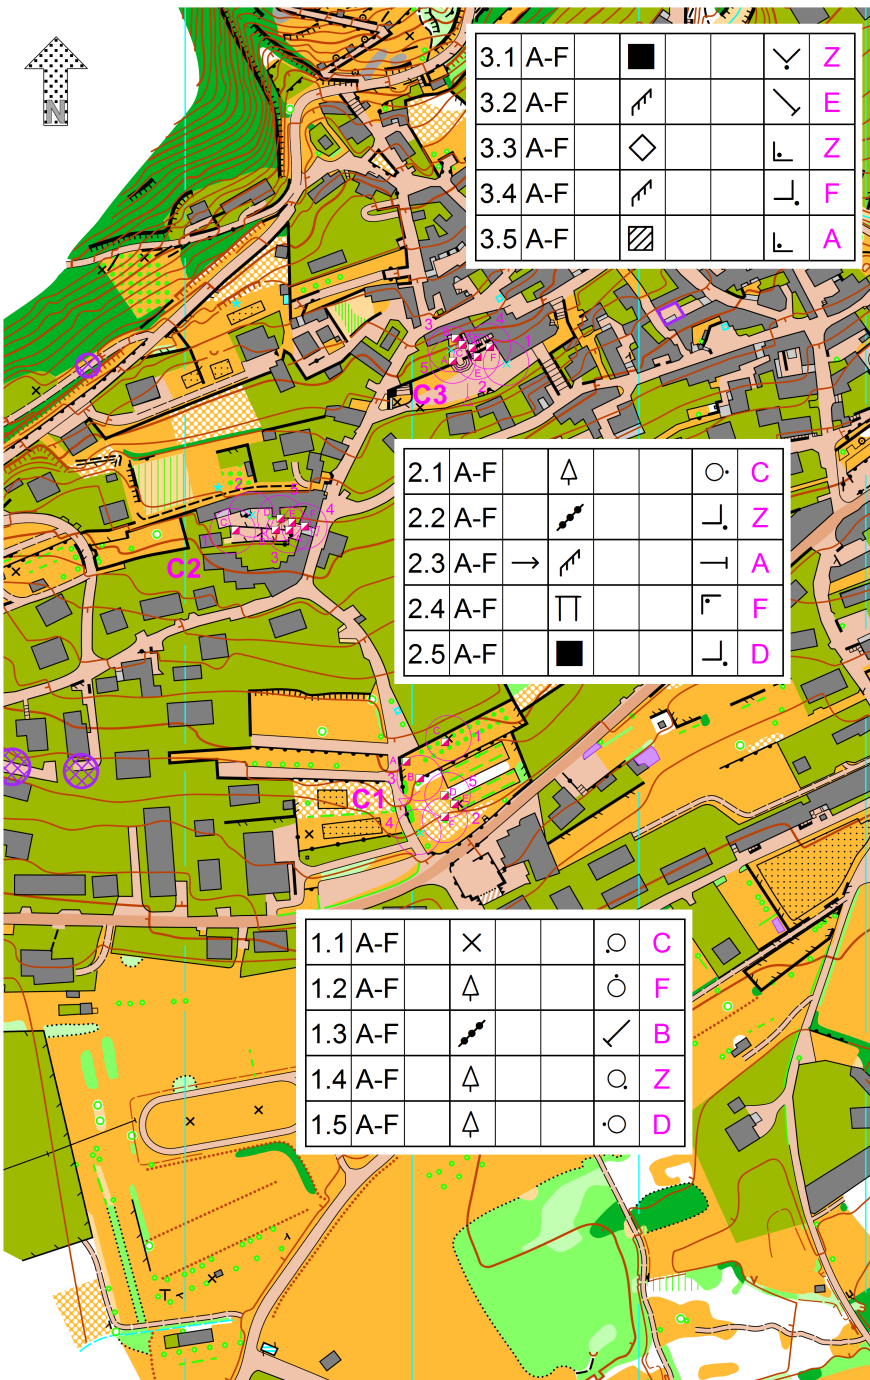 N
3.1 A-F Z
3.2 A-F E
3.3 A-F Z
3.4 A-F F
3.5 A-F A
C3
2.1 A-F C
2.2 A-F Z
2.3 A-F A
2.4 A-F F
2.5 A-F D
C2
C1
1.1 A-F C
1.2 A-F F
1.3 A-F B
1.4 A-F Z
1.5 A-F D